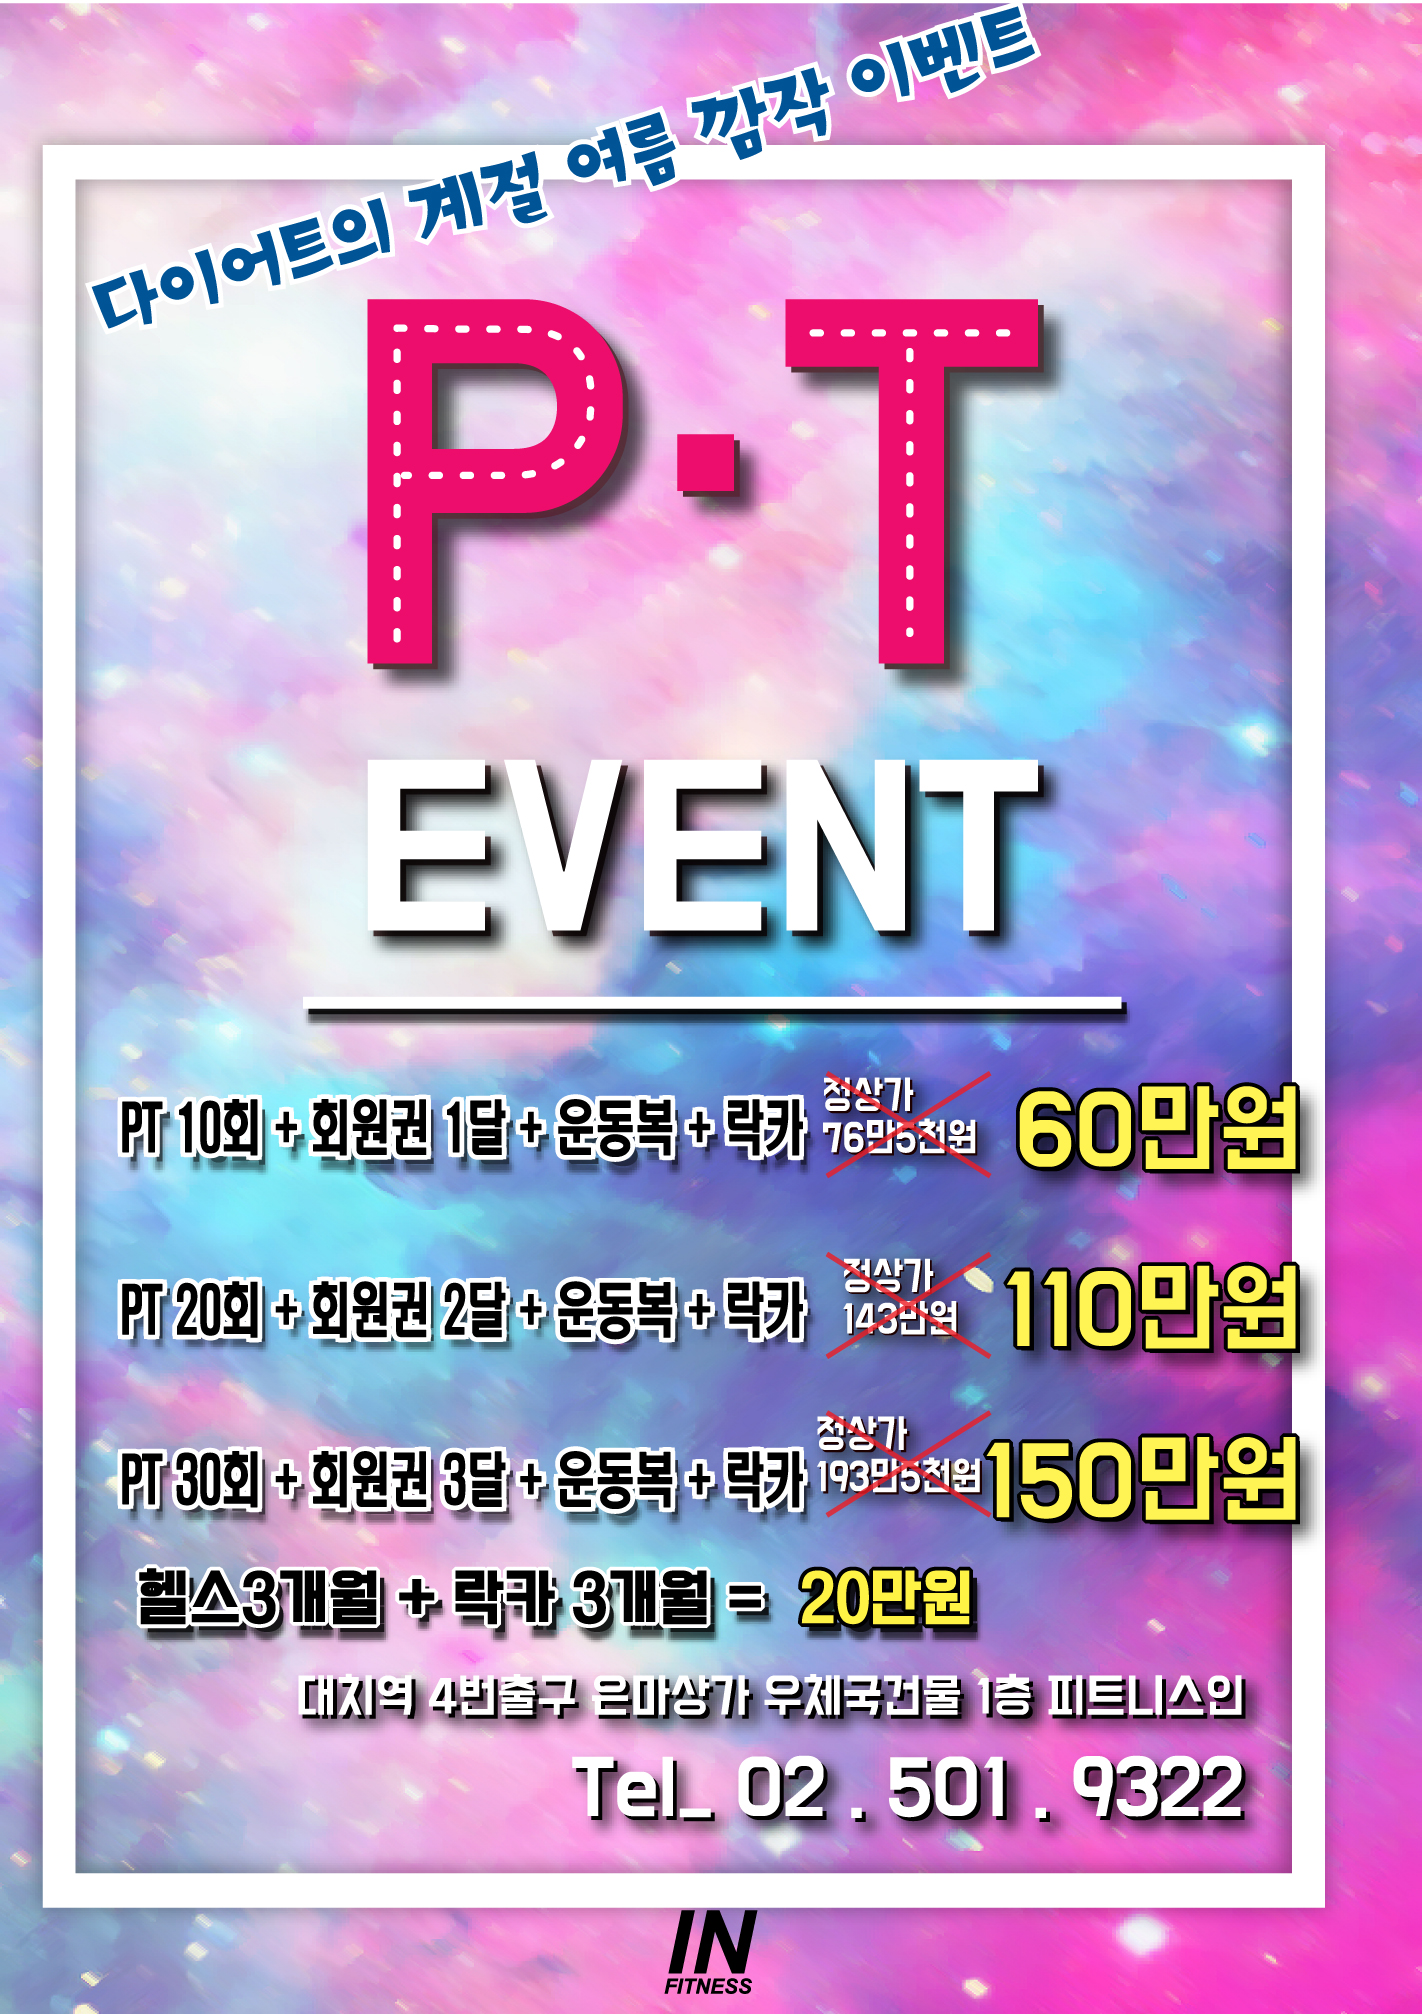 다이어트의 계절 여름 깜작 이벤트
P·T
EVENT
PT 10회 + 회원권 1달 + 운동복 + 락카 정상가 76만5천원 60만원
PT 20회 + 회원권 2달 + 운동복 + 락카 정상가 143만원 110만원
PT 30회 + 회원권 3달 + 운동복 + 락카 정상가 193만5천원 150만원
헬스3개월 + 락카 3개월 = 20만원
대치역 4번출구 은마상가 우체국건물 1층 피트니스인
Tel_ 02 . 501 . 9322
IN
FITNESS